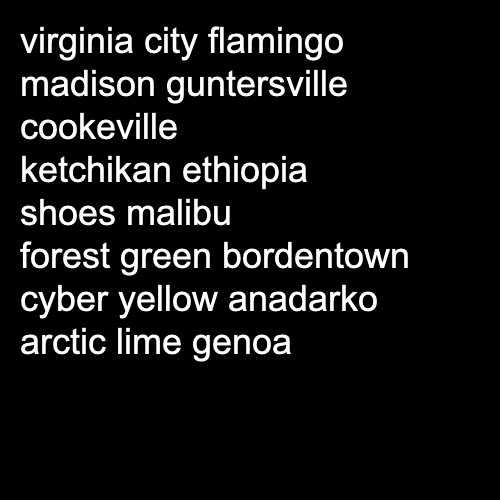 virginia city flamingo
madison guntersville
cookeville
ketchikan ethiopia
shoes malibu
forest green bordentown
cyber yellow anadarko
arctic lime genoa